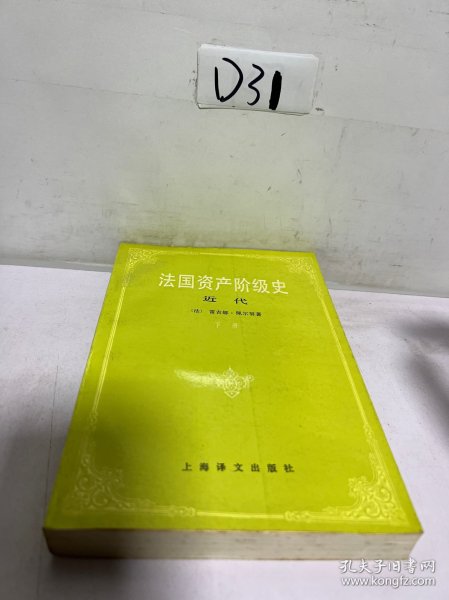 D31
法国资产阶级史
近代
〔法〕 雷吉娜·佩尔努著
下册
上海译文出版社
孔夫子旧书网
www.kongfz.com